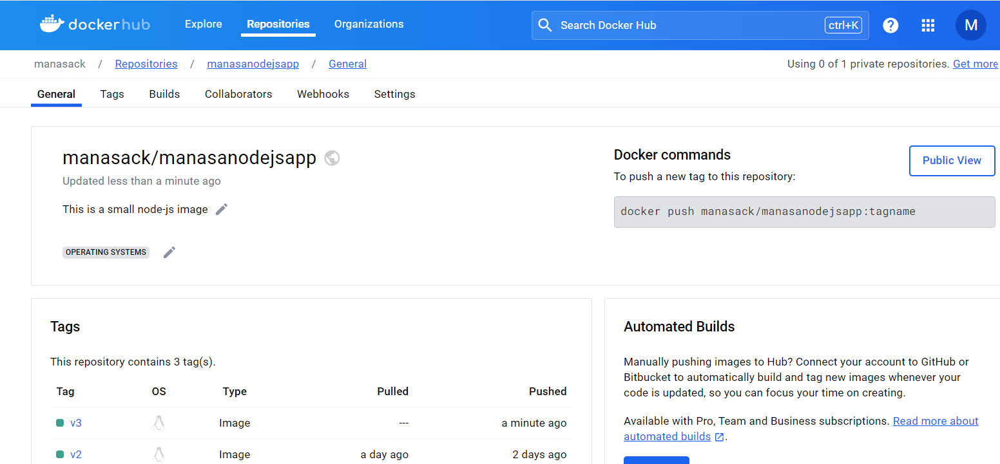 dockerhub
Explore
Repositories
Organizations
Search Docker Hub
ctrl+K
?
M
manasack / Repositories / manasanodejsapp / General
Using 0 of 1 private repositories. Get more
General
Tags
Builds
Collaborators
Webhooks
Settings
manasack/manasanodejsapp
Updated less than a minute ago
This is a small node-js image
OPERATING SYSTEMS
Docker commands
Public View
To push a new tag to this repository:
docker push manasack/manasanodejsapp:tagname
Tags
This repository contains 3 tag(s).
Tag OS Type Pulled Pushed
v3 Image --- a minute ago
v2 Image a day ago 2 days ago
Automated Builds
Manually pushing images to Hub? Connect your account to GitHub or
Bitbucket to automatically build and tag new images whenever your
code is updated, so you can focus your time on creating.
Available with Pro, Team and Business subscriptions. Read more about
automated builds.